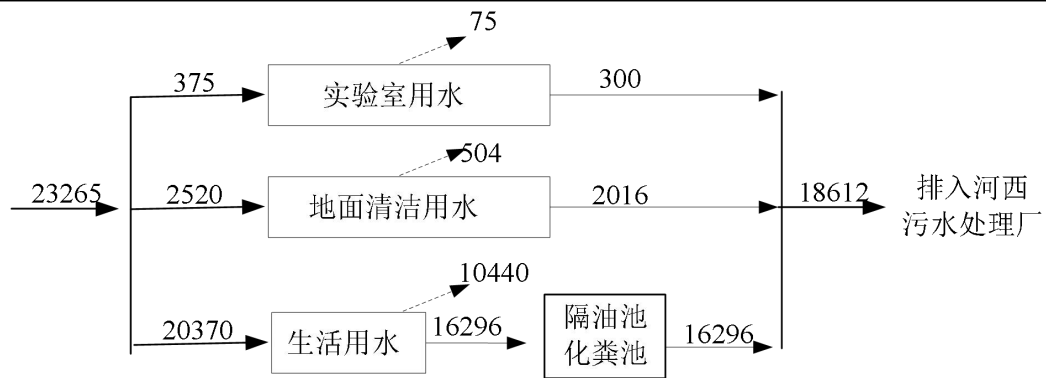 75
375
实验室用水
300
504
23265
2520
地面清洁用水
2016
18612
排入河西
污水处理厂
10440
20370
生活用水
16296
隔油池
化粪池
16296